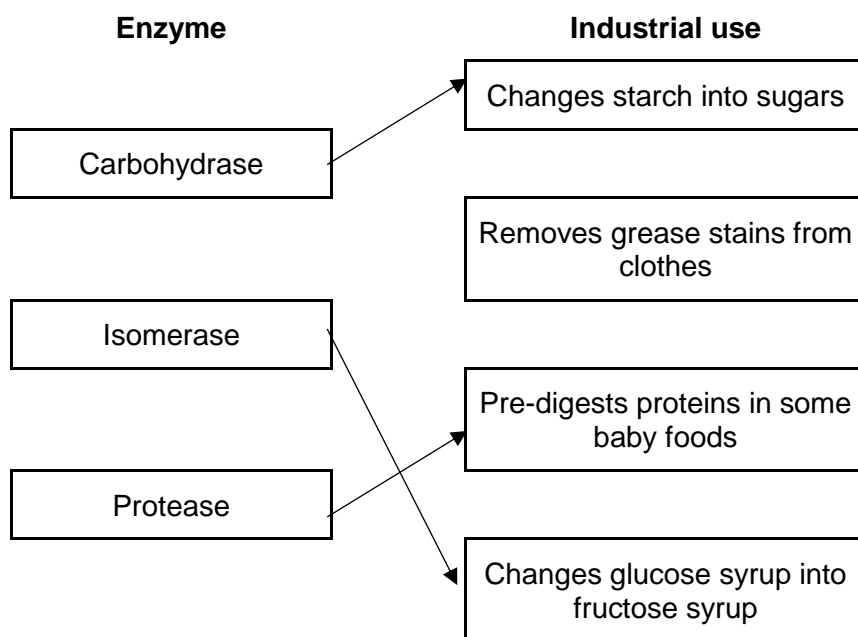 Enzyme
Industrial use
Changes starch into sugars
Carbohydrase
Removes grease stains from
clothes
Isomerase
Pre-digests proteins in some
baby foods
Protease
Changes glucose syrup into
fructose syrup